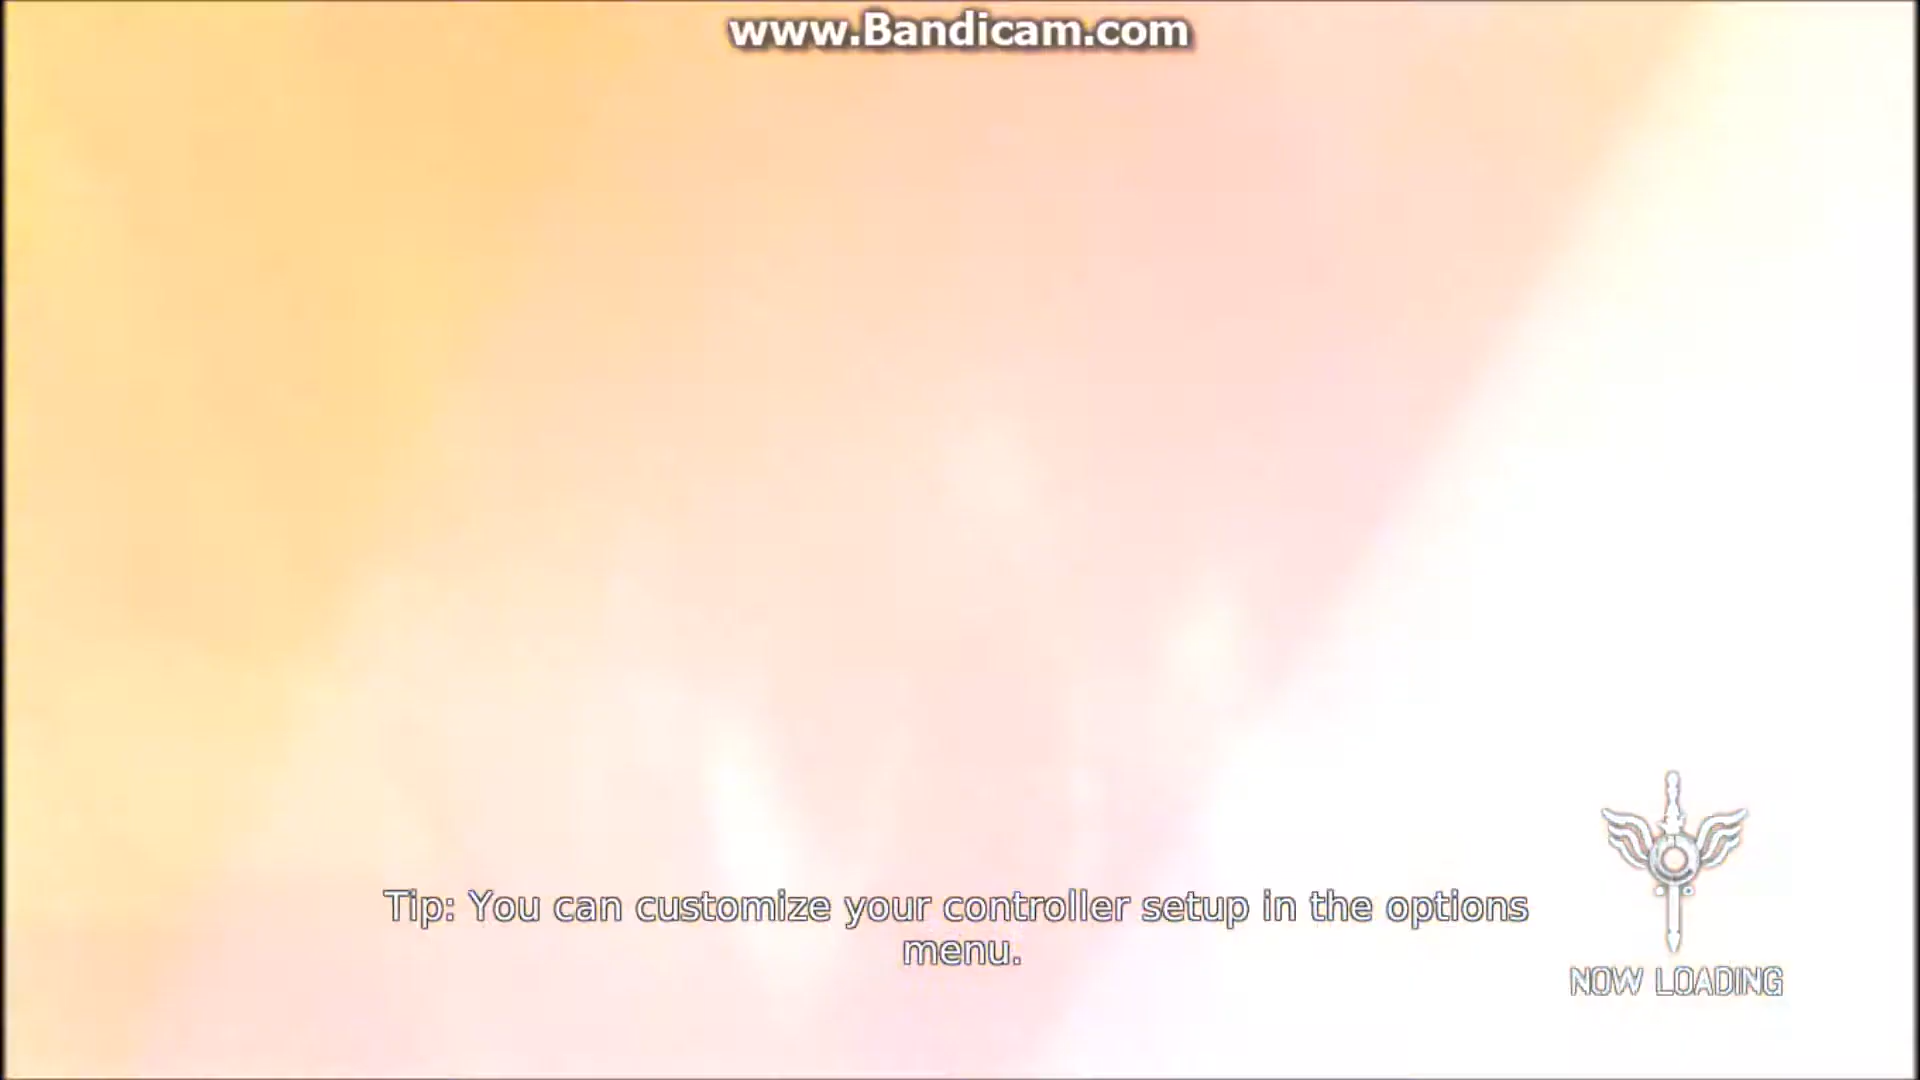 www.Bandicam.com
Tip: You can customize your controller setup in the options
menu.
NOW LOADING